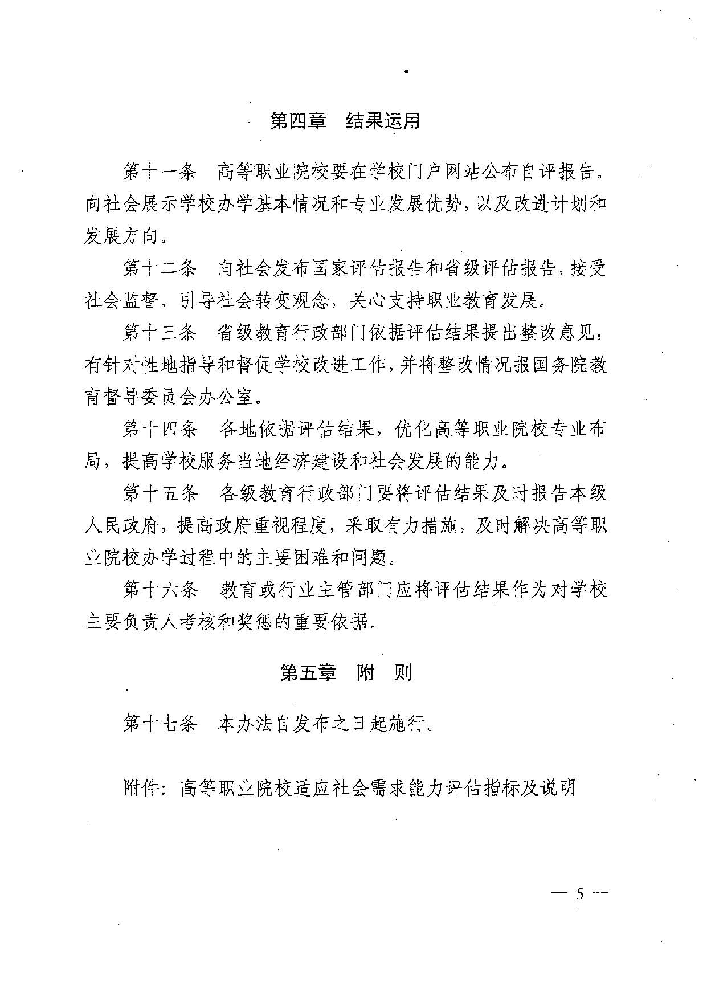 第四章　结果运用
第十一条　高等职业院校要在学校门户网站公布自评报告。
向社会展示学校办学基本情况和专业发展优势，以及改进计划和
发展方向。
第十二条　向社会发布国家评估报告和省级评估报告，接受
社会监督。引导社会转变观念，关心支持职业教育发展。
第十三条　省级教育行政部门依据评估结果提出整改意见，
有针对性地指导和督促学校改进工作，并将整改情况报国务院教
育督导委员会办公室。
第十四条　各地依据评估结果，优化高等职业院校专业布
局，提高学校服务当地经济建设和社会发展的能力。
第十五条　各级教育行政部门要将评估结果及时报告本级
人民政府，提高政府重视程度，采取有力措施，及时解决高等职
业院校办学过程中的主要困难和问题。
第十六条　教育或行业主管部门应将评估结果作为对学校
主要负责人考核和奖惩的重要依据。
第五章　附　则
第十七条　本办法自发布之日起施行。
附件：高等职业院校适应社会需求能力评估指标及说明
— 5 —